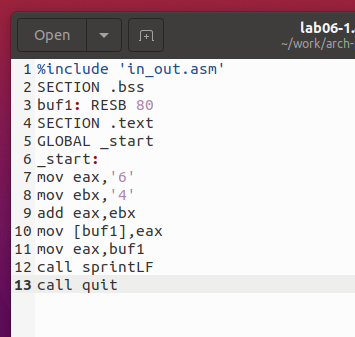 Open
lab06-1.
~/work/arch-
1 %include 'in_out.asm'
2 SECTION .bss
3 buf1: RESB 80
4 SECTION .text
5 GLOBAL _start
6 _start:
7 mov eax,'6'
8 mov ebx,'4'
9 add eax,ebx
10 mov [buf1],eax
11 mov eax,buf1
12 call sprintLF
13 call quit